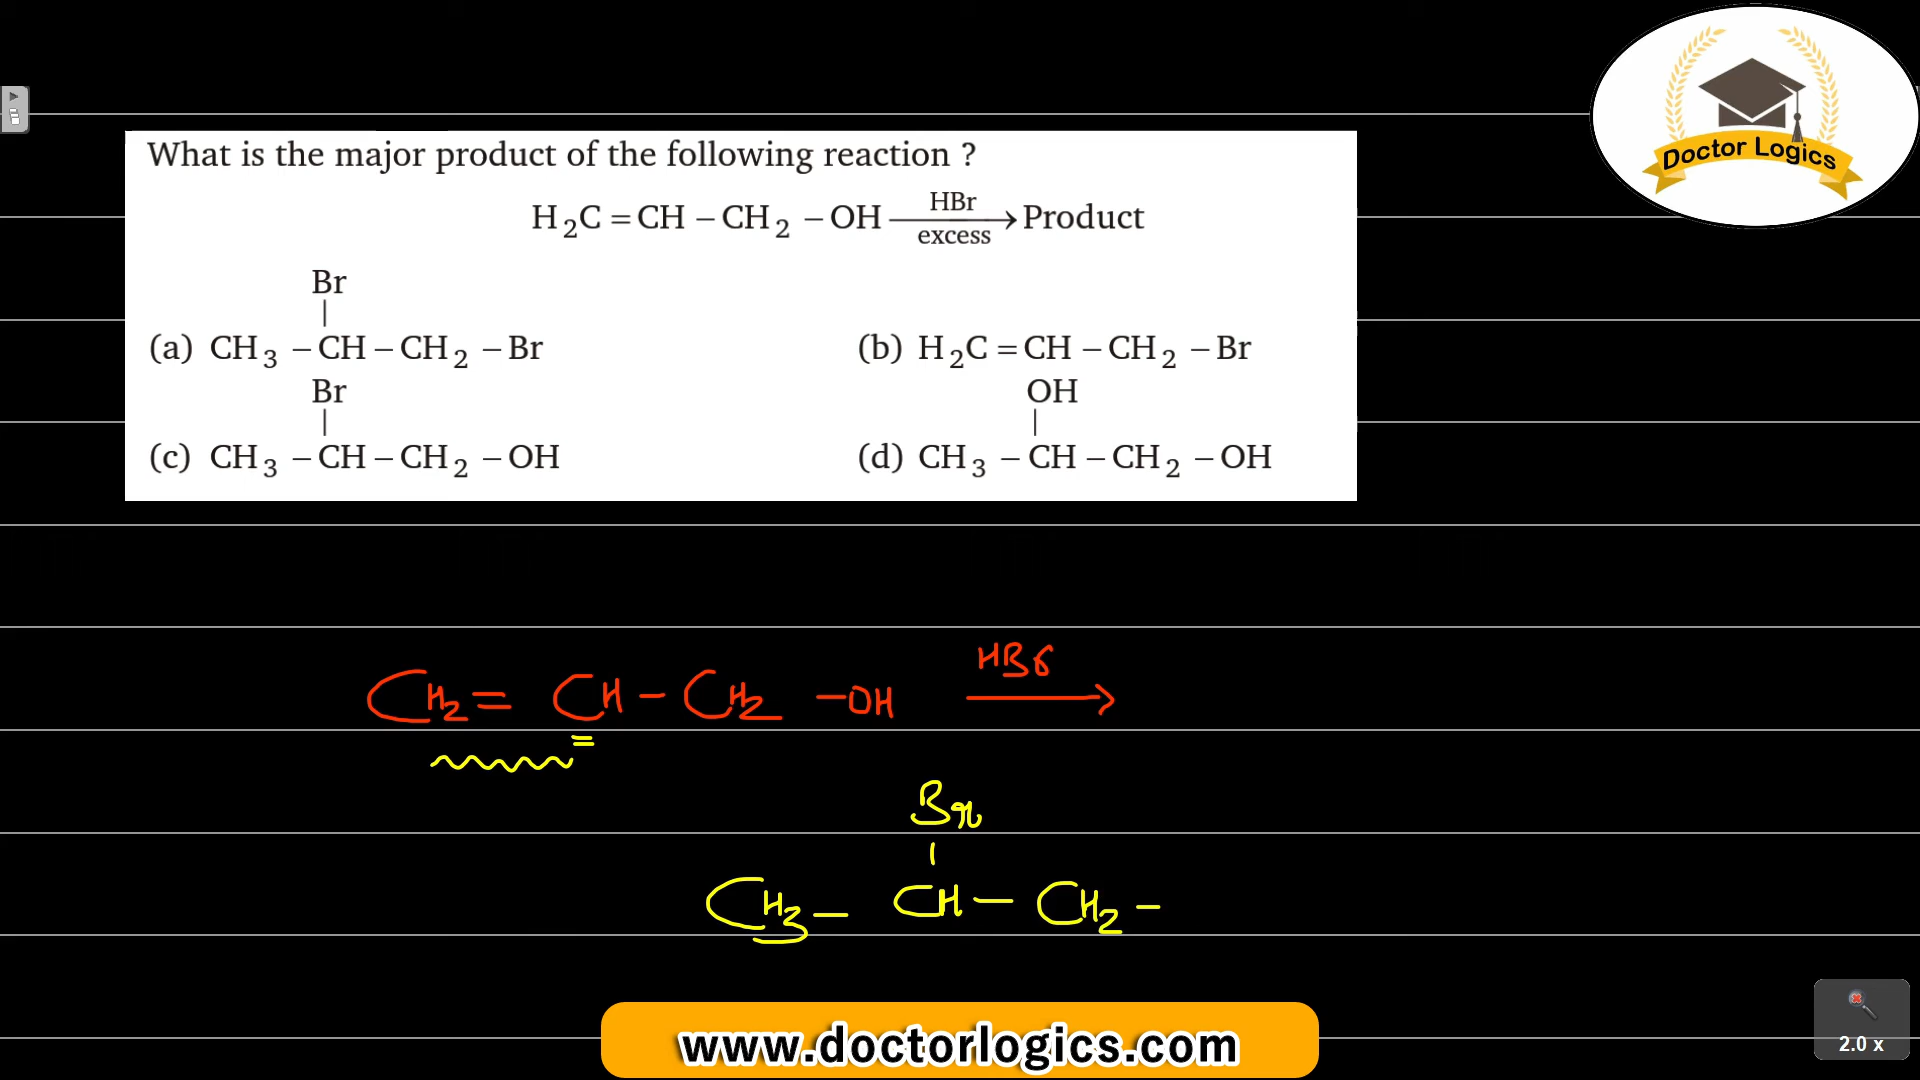 Doctor Logics
What is the major product of the following reaction ?
HBr
H₂C = CH – CH₂ – OH ⟶ Product
excess
Br
|
(a) CH₃ – CH – CH₂ – Br
(b) H₂C = CH – CH₂ – Br
Br
|
(c) CH₃ – CH – CH₂ – OH
OH
|
(d) CH₃ – CH – CH₂ – OH
HBr
CH₂ = CH – CH₂ – OH ⟶
Br
|
CH₃ – CH – CH₂ –
www.doctorlogics.com
2.0 x